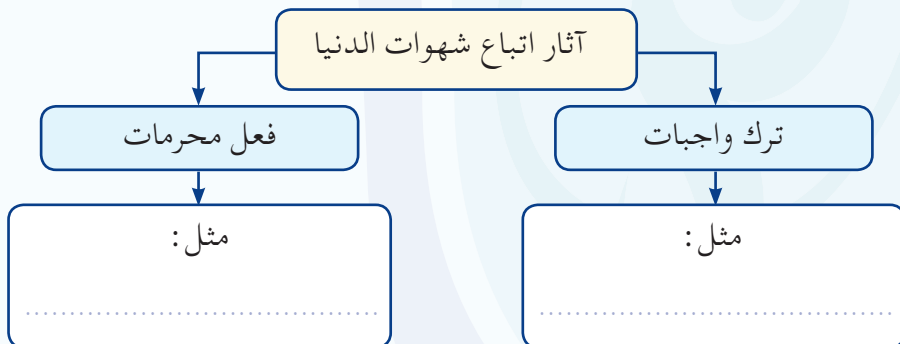 آثار اتباع شهوات الدنيا
ترك واجبات
فعل محرمات
مثل:
........................................
مثل:
........................................